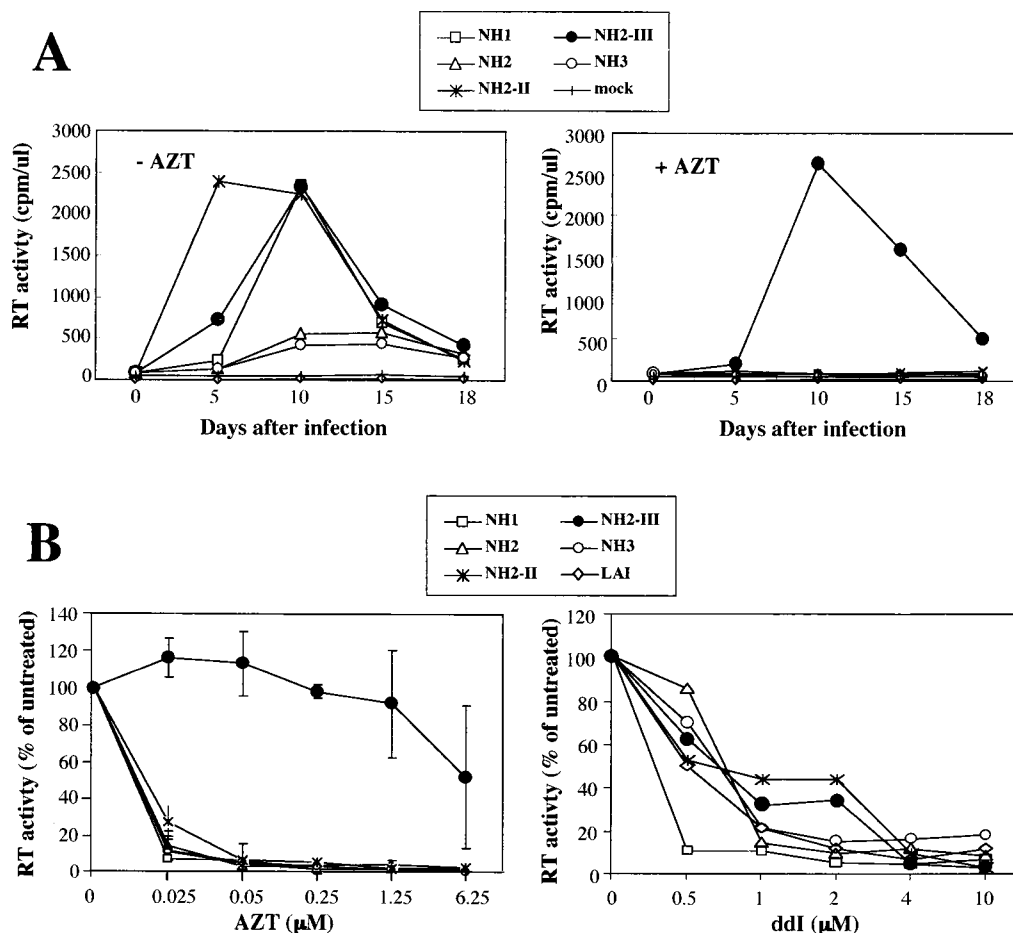 A
NH1 NH2-III
NH2 NH3
NH2-II mock
3000
2500
2000
1500
1000
500
0
RT activty (cpm/ul)
- AZT
0 5 10 15 18
Days after infection
3000
2500
2000
1500
1000
500
0
RT activty (cpm/ul)
+ AZT
0 5 10 15 18
Days after infection
B
NH1 NH2-III
NH2 NH3
NH2-II LAI
140
120
100
80
60
40
20
0
RT activty (% of untreated)
0 0.025 0.05 0.25 1.25 6.25
AZT (μM)
100
80
60
40
20
0
RT activty (% of untreated)
0 0.5 1 2 4 10
ddI (μM)